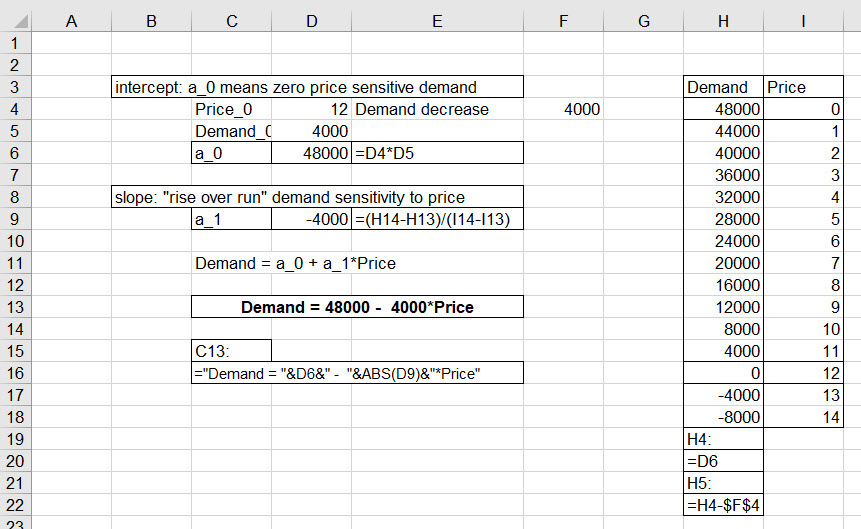 A B C D E F G H I
1
2
3 intercept: a_0 means zero price sensitive demand Demand Price
4 Price_0 12 Demand decrease 4000 48000 0
5 Demand_0 4000 44000 1
6 a_0 48000 =D4*D5 40000 2
7 36000 3
8 slope: "rise over run" demand sensitivity to price 32000 4
9 a_1 -4000 =(H14-H13)/(I14-I13) 28000 5
10 24000 6
11 Demand = a_0 + a_1*Price 20000 7
12 16000 8
13 Demand = 48000 -  4000*Price 12000 9
14 8000 10
15 C13: 4000 11
16 ="Demand = "&D6&" -  "&ABS(D9)&"*Price" 0 12
17 -4000 13
18 -8000 14
19 H4:
20 =D6
21 H5:
22 =H4-$F$4
23